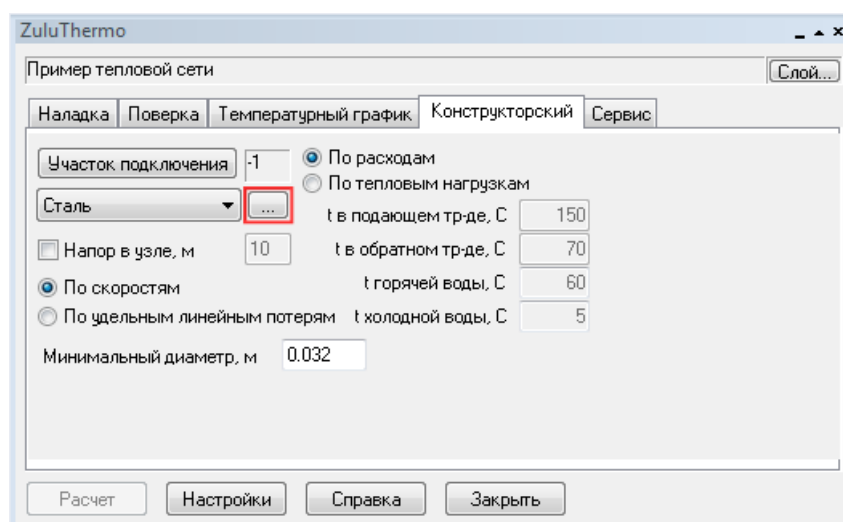 ZuluThermo
Пример тепловой сети
Слой...
Наладка Поверка Температурный график Конструкторский Сервис
Участок подключения -1 По расходам
По тепловым нагрузкам
Сталь ... t в подающем тр-де, С 150
Напор в узле, м 10 t в обратном тр-де, С 70
По скоростям t горячей воды, С 60
По удельным линейным потерям t холодной воды, С 5
Минимальный диаметр, м 0.032
Расчет Настройки Справка Закрыть